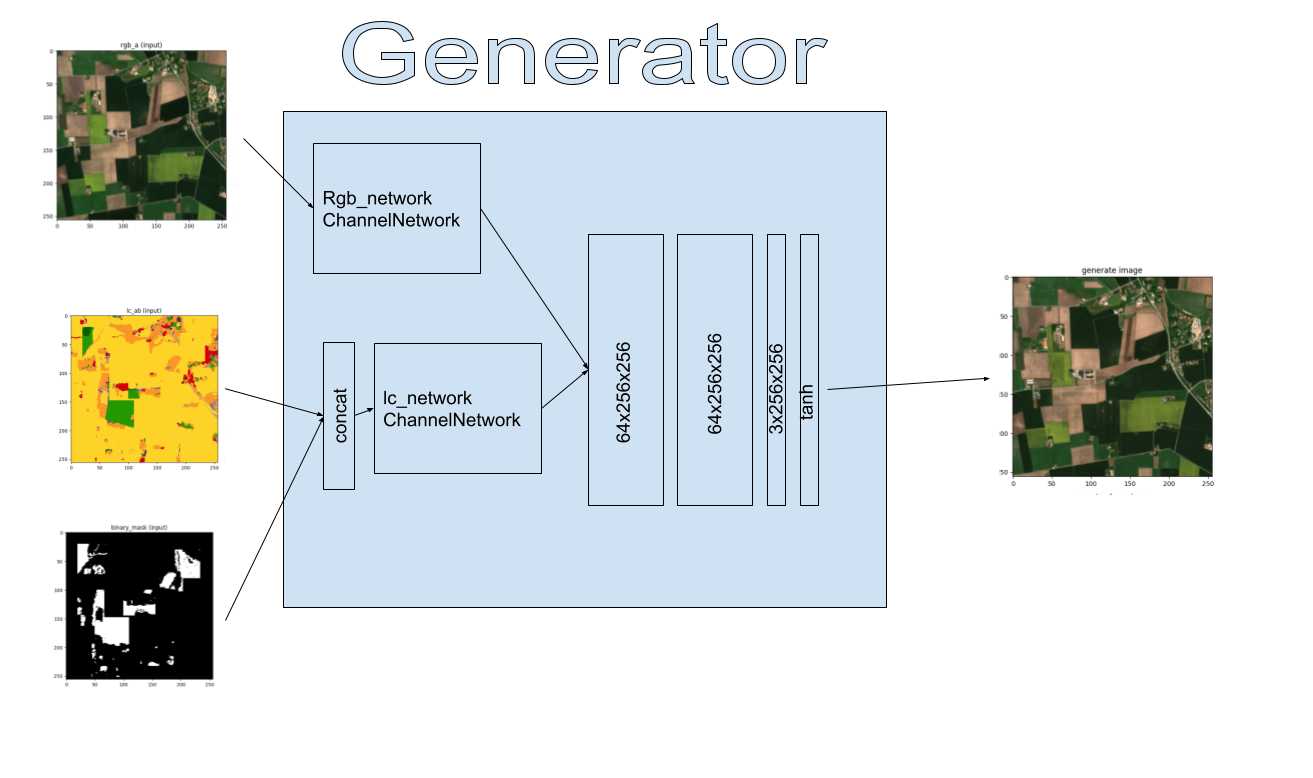 Generator
rgb_a (input)
0
50
100
150
200
250
0 50 100 150 200 250
Rgb_network
ChannelNetwork
lc_ab (input)
0
50
100
150
200
250
0 50 100 150 200 250
concat
lc_network
ChannelNetwork
64x256x256
64x256x256
3x256x256
tanh
generate image
0
50
00
50
00
50
0 50 100 150 200 250
binary_mask (input)
0
50
100
150
200
250
0 50 100 150 200 250